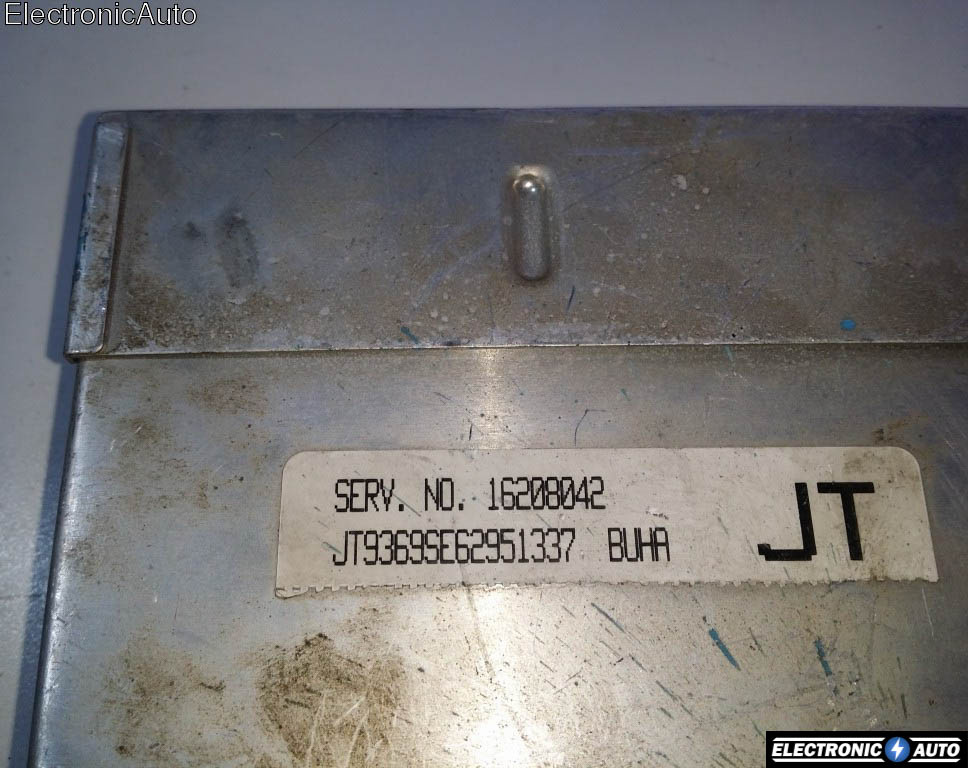 ElectronicAuto
SERV. NO. 16208042
JT9369SE62951337 BUHA
JT
ELECTRONIC AUTO